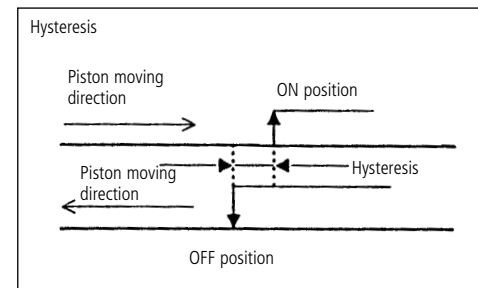 Hysteresis
Piston moving
direction
ON position
Piston moving
direction
Hysteresis
OFF position